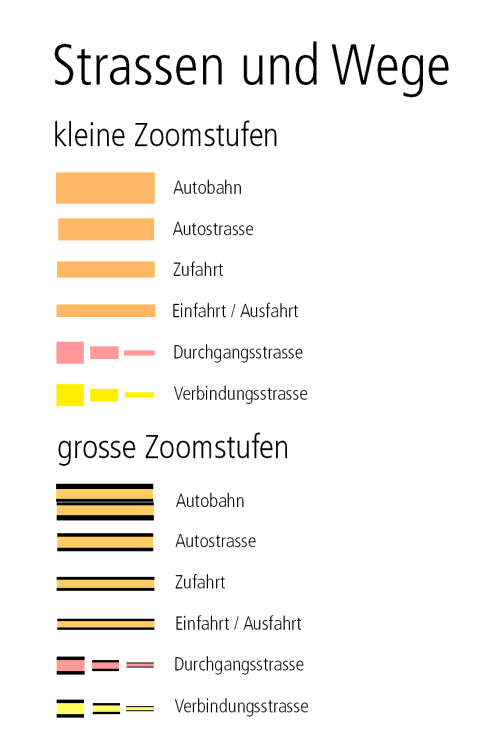 Strassen und Wege
kleine Zoomstufen
Autobahn
Autostrasse
Zufahrt
Einfahrt / Ausfahrt
Durchgangsstrasse
Verbindungsstrasse
grosse Zoomstufen
Autobahn
Autostrasse
Zufahrt
Einfahrt / Ausfahrt
Durchgangsstrasse
Verbindungsstrasse